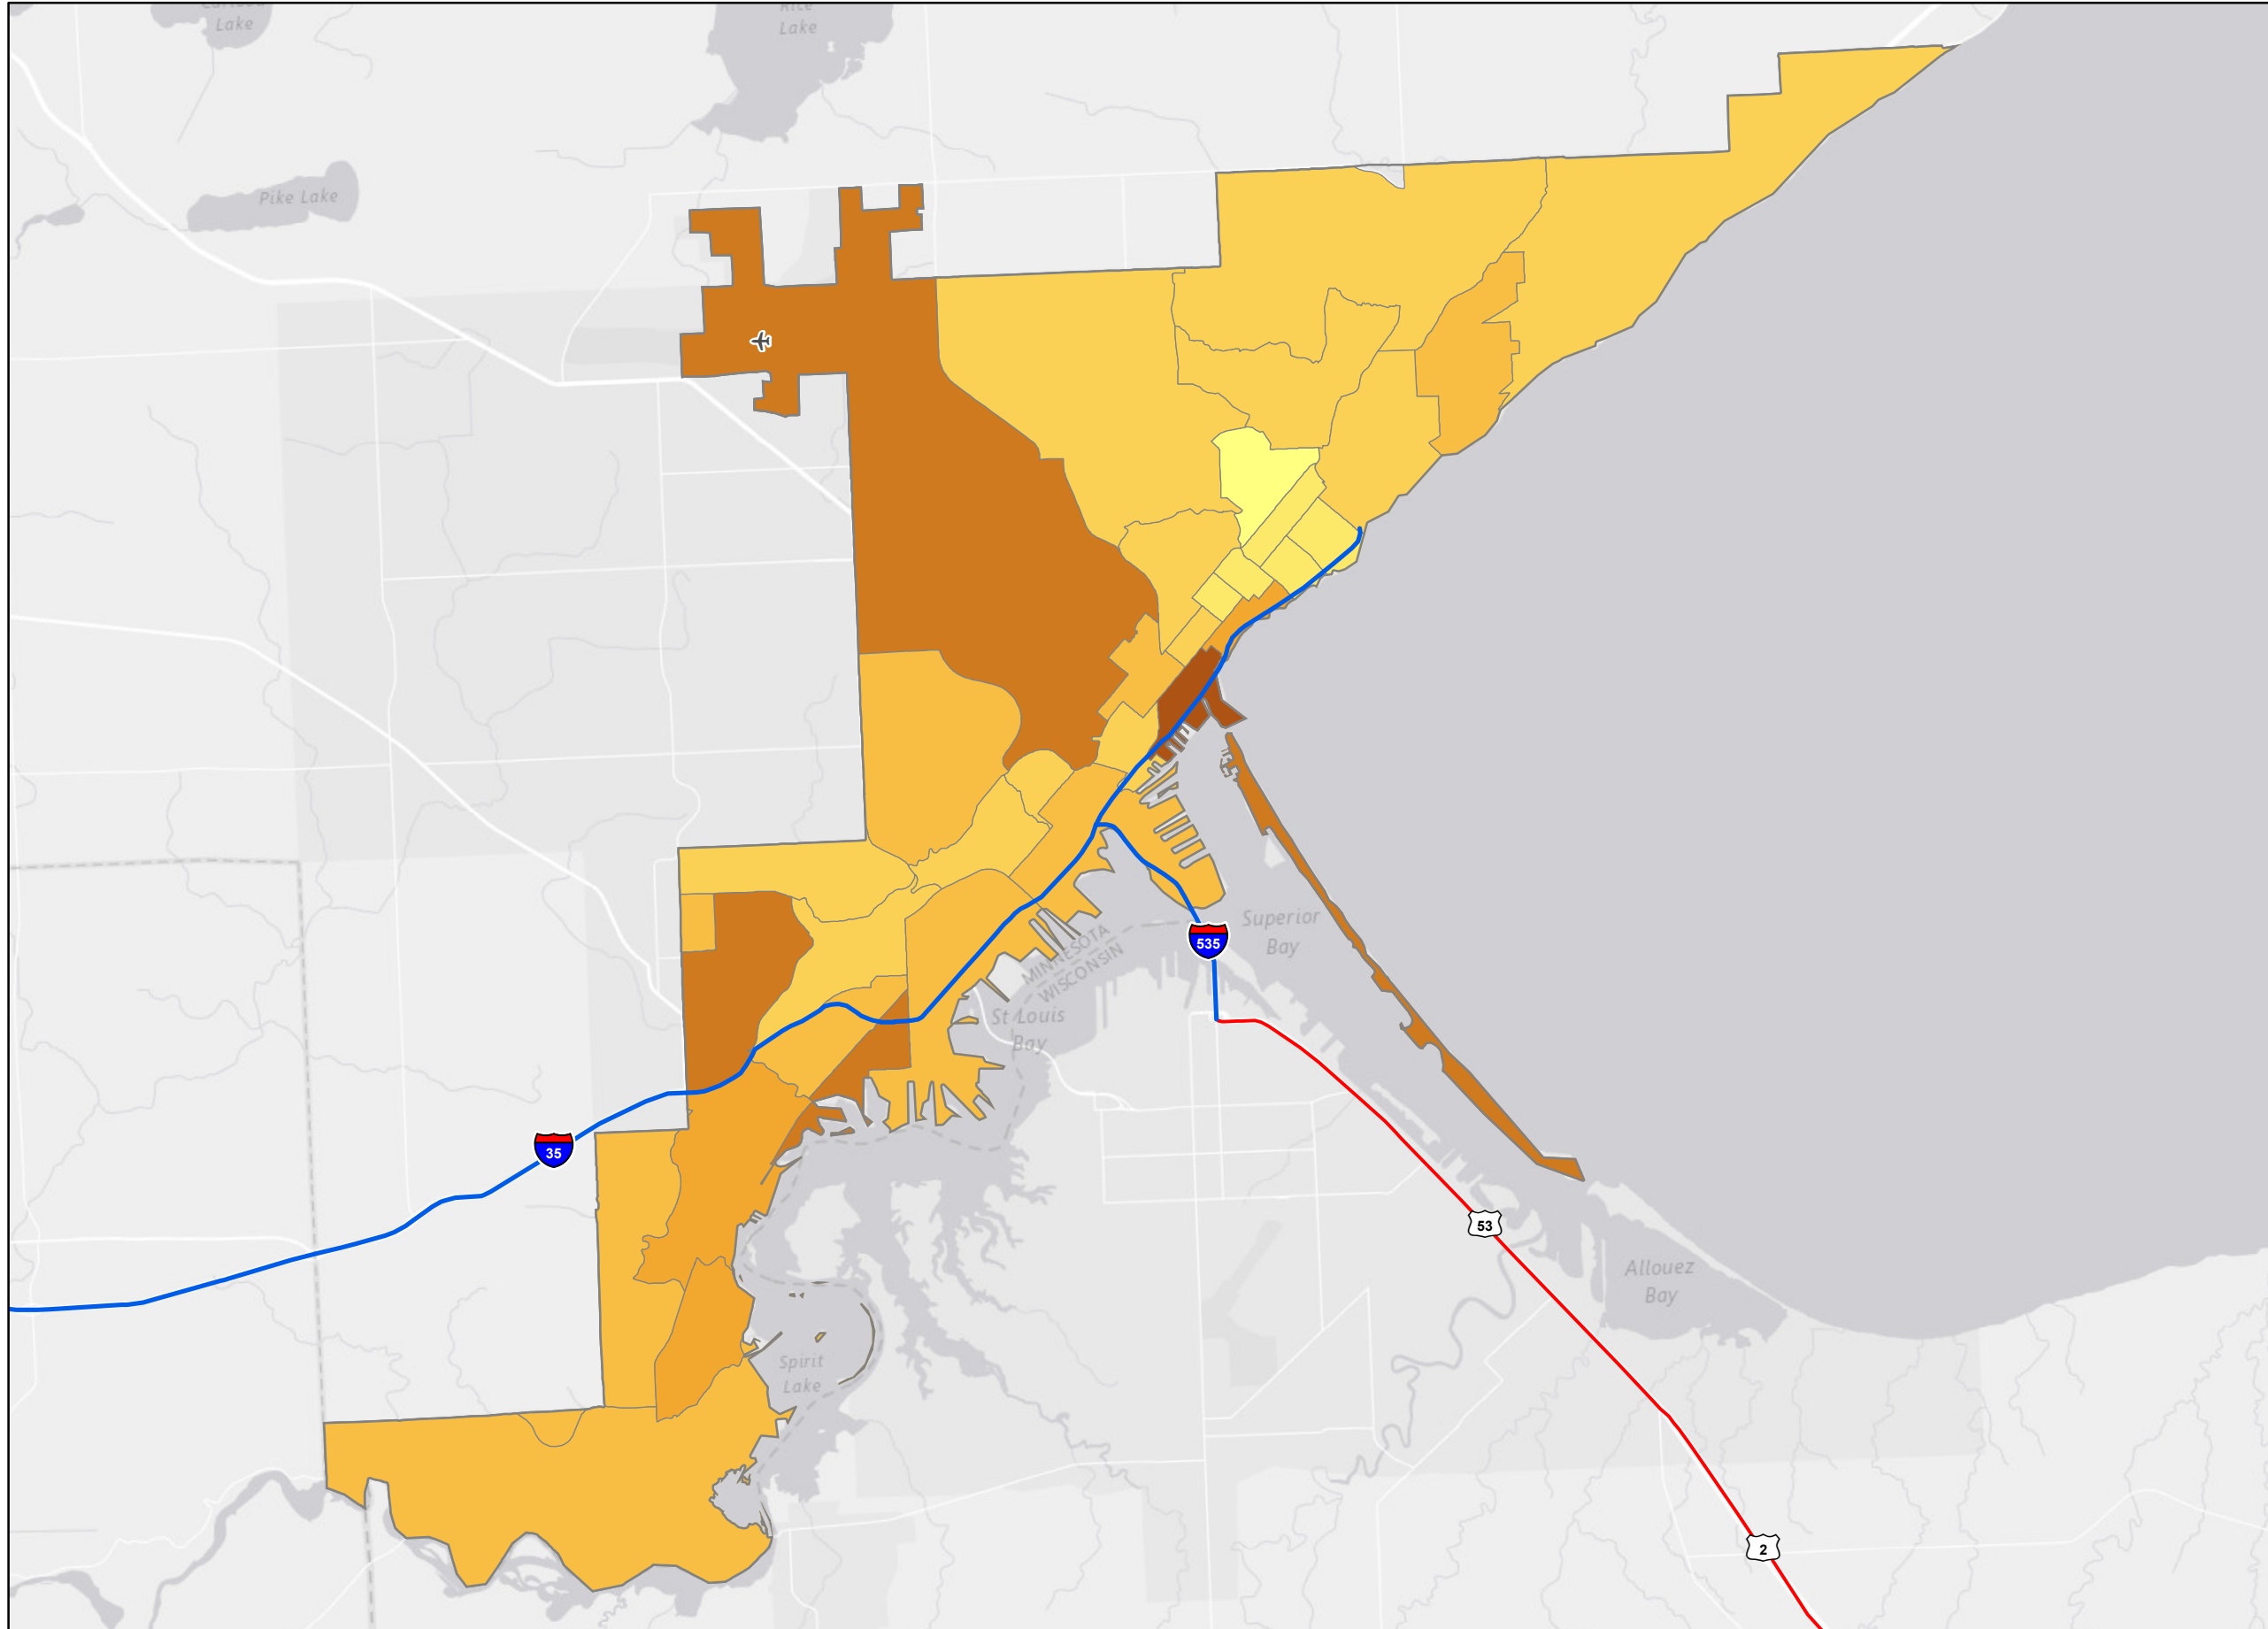 Lake
Rice
Lake
Pike Lake
Superior
Bay
535
MINNESOTA
WISCONSIN
St Louis
Bay
35
53
Allouez
Bay
Spirit
Lake
2